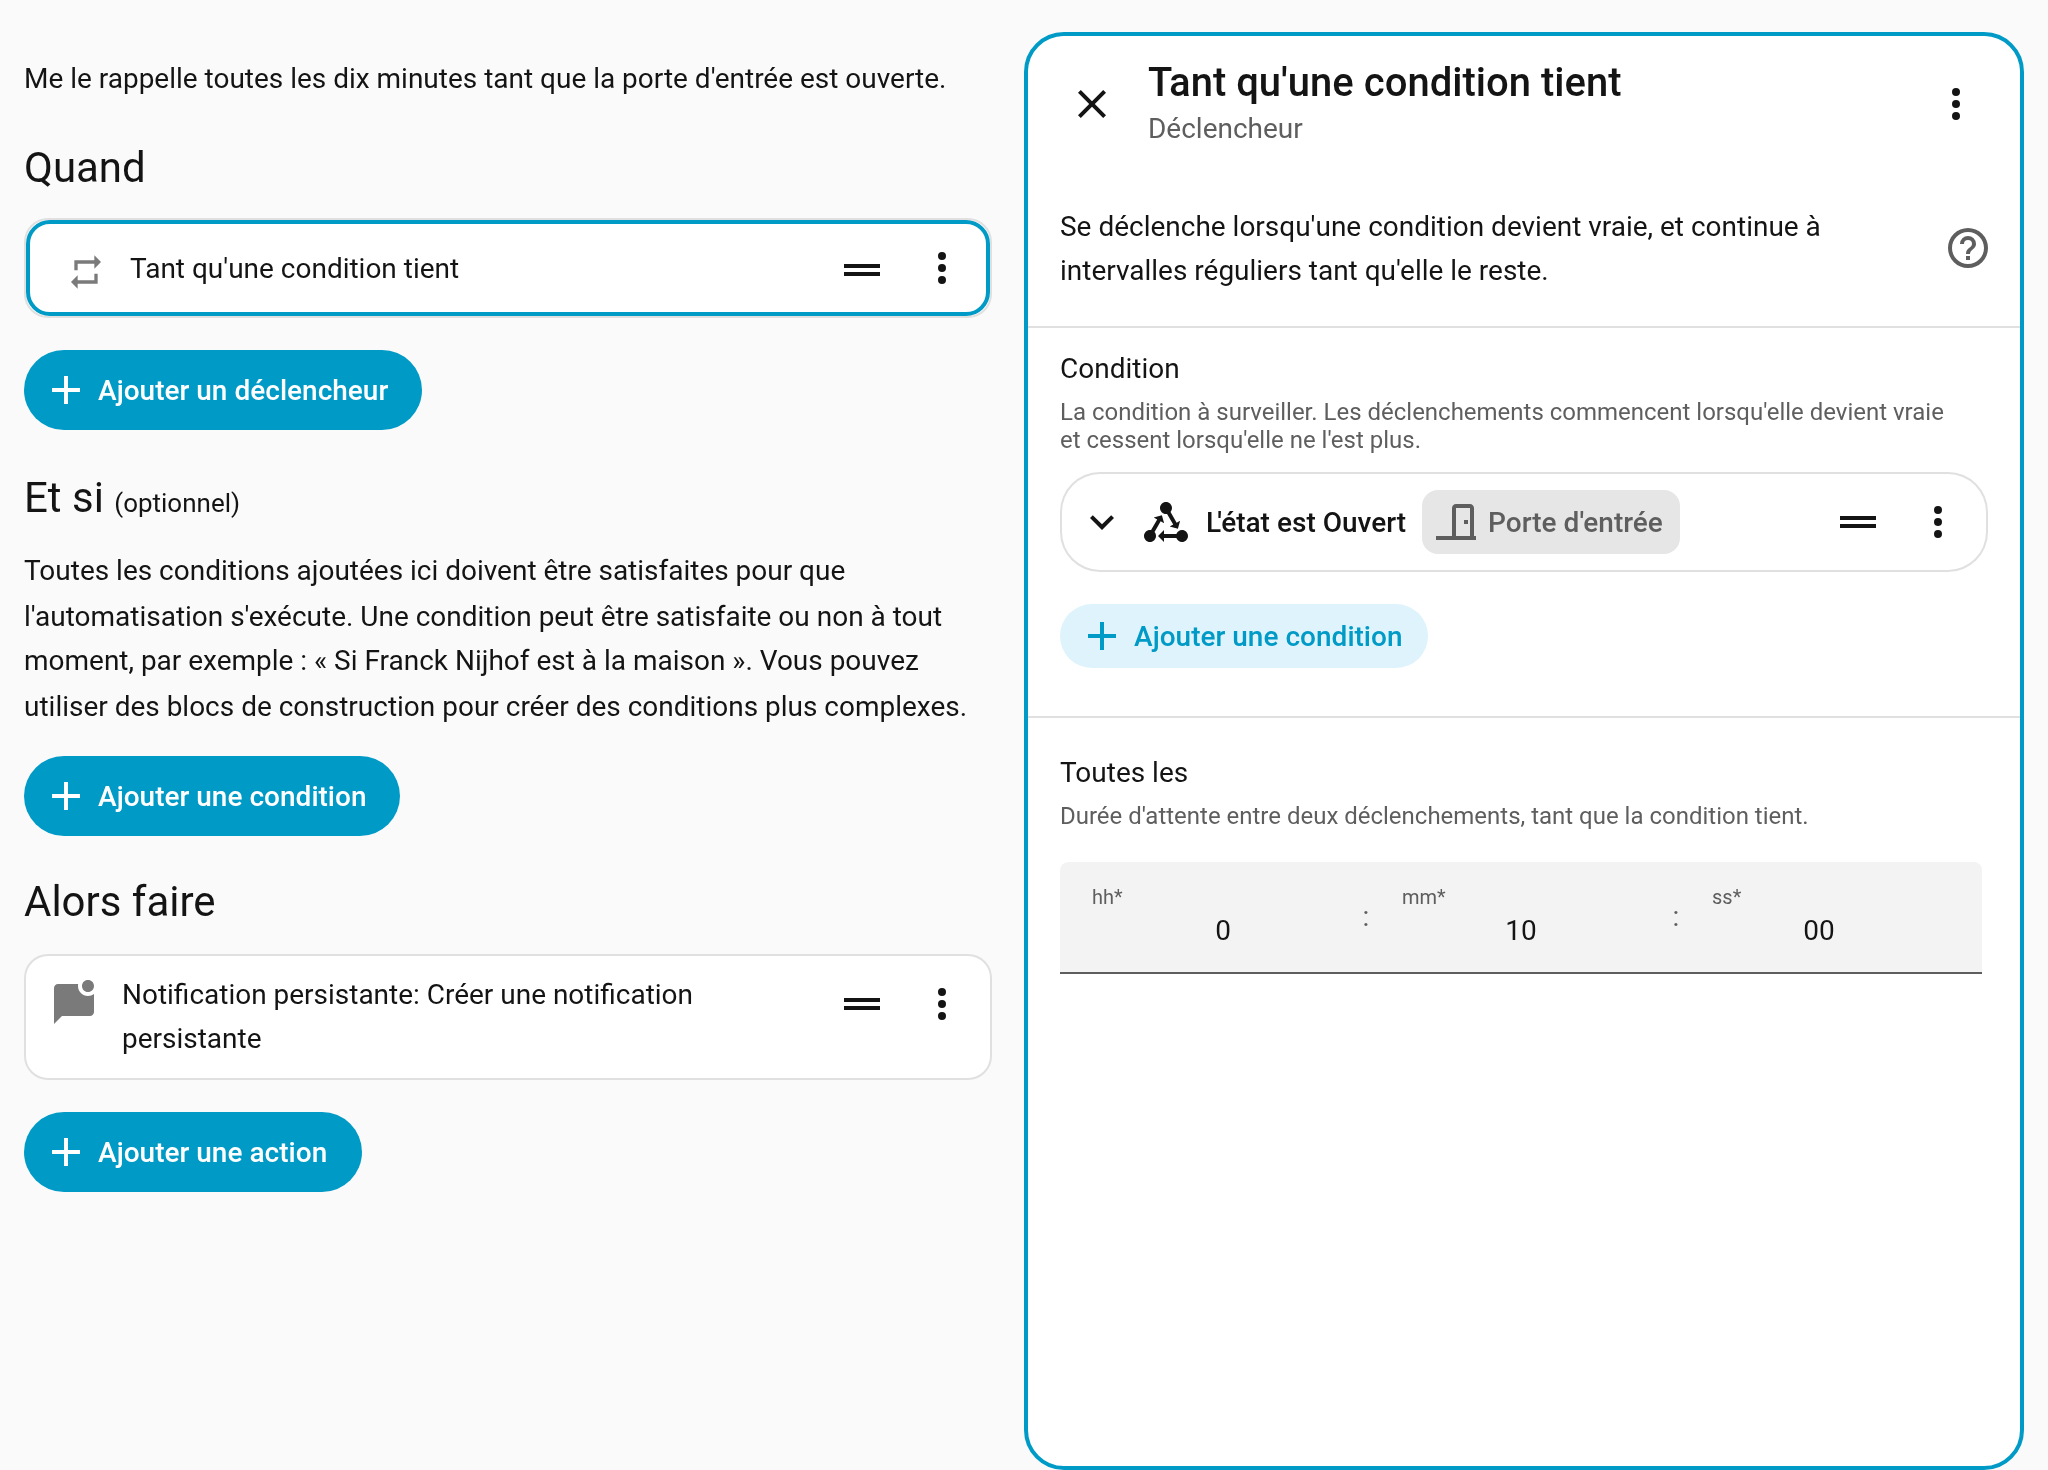 Me le rappelle toutes les dix minutes tant que la porte d'entrée est ouverte.
Quand
Tant qu'une condition tient
Ajouter un déclencheur
Et si (optionnel)
Toutes les conditions ajoutées ici doivent être satisfaites pour que
l'automatisation s'exécute. Une condition peut être satisfaite ou non à tout
moment, par exemple : « Si Franck Nijhof est à la maison ». Vous pouvez
utiliser des blocs de construction pour créer des conditions plus complexes.
Ajouter une condition
Alors faire
Notification persistante: Créer une notification
persistante
Ajouter une action
Tant qu'une condition tient
Déclencheur
Se déclenche lorsqu'une condition devient vraie, et continue à
intervalles réguliers tant qu'elle le reste.
Condition
La condition à surveiller. Les déclenchements commencent lorsqu'elle devient vraie
et cessent lorsqu'elle ne l'est plus.
L'état est Ouvert Porte d'entrée
Ajouter une condition
Toutes les
Durée d'attente entre deux déclenchements, tant que la condition tient.
hh* mm* ss*
0 : 10 : 00